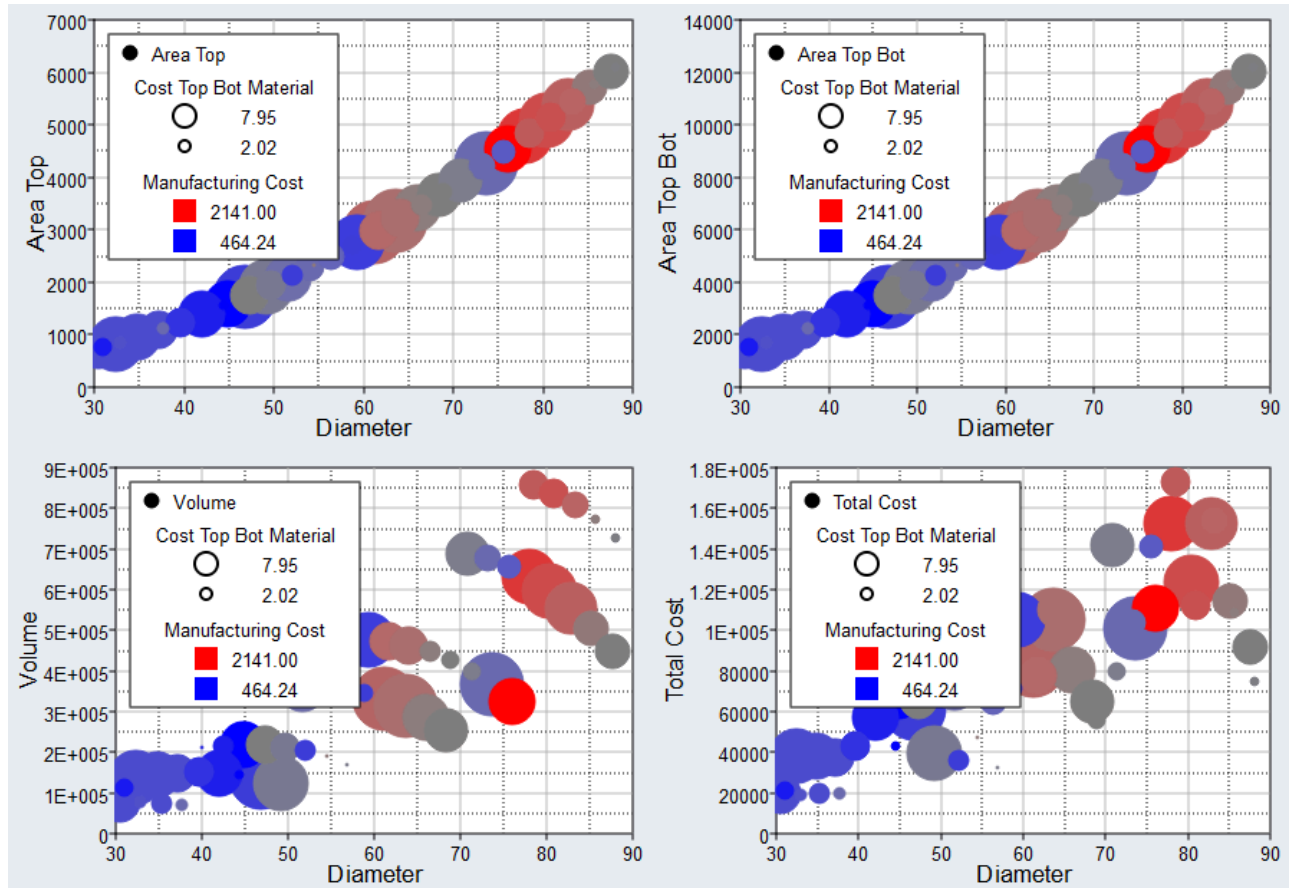 7000
6000
5000
4000
3000
2000
1000
0
Area Top
Area Top
Cost Top Bot Material
7.95
2.02
Manufacturing Cost
2141.00
464.24
30 40 50 60 70 80 90
Diameter
14000
12000
10000
8000
6000
4000
2000
0
Area Top Bot
Area Top Bot
Cost Top Bot Material
7.95
2.02
Manufacturing Cost
2141.00
464.24
30 40 50 60 70 80 90
Diameter
9E+005
8E+005
7E+005
6E+005
5E+005
4E+005
3E+005
2E+005
1E+005
0
Volume
Volume
Cost Top Bot Material
7.95
2.02
Manufacturing Cost
2141.00
464.24
30 40 50 60 70 80 90
Diameter
1.8E+005
1.6E+005
1.4E+005
1.2E+005
1E+005
80000
60000
40000
20000
0
Total Cost
Total Cost
Cost Top Bot Material
7.95
2.02
Manufacturing Cost
2141.00
464.24
30 40 50 60 70 80 90
Diameter